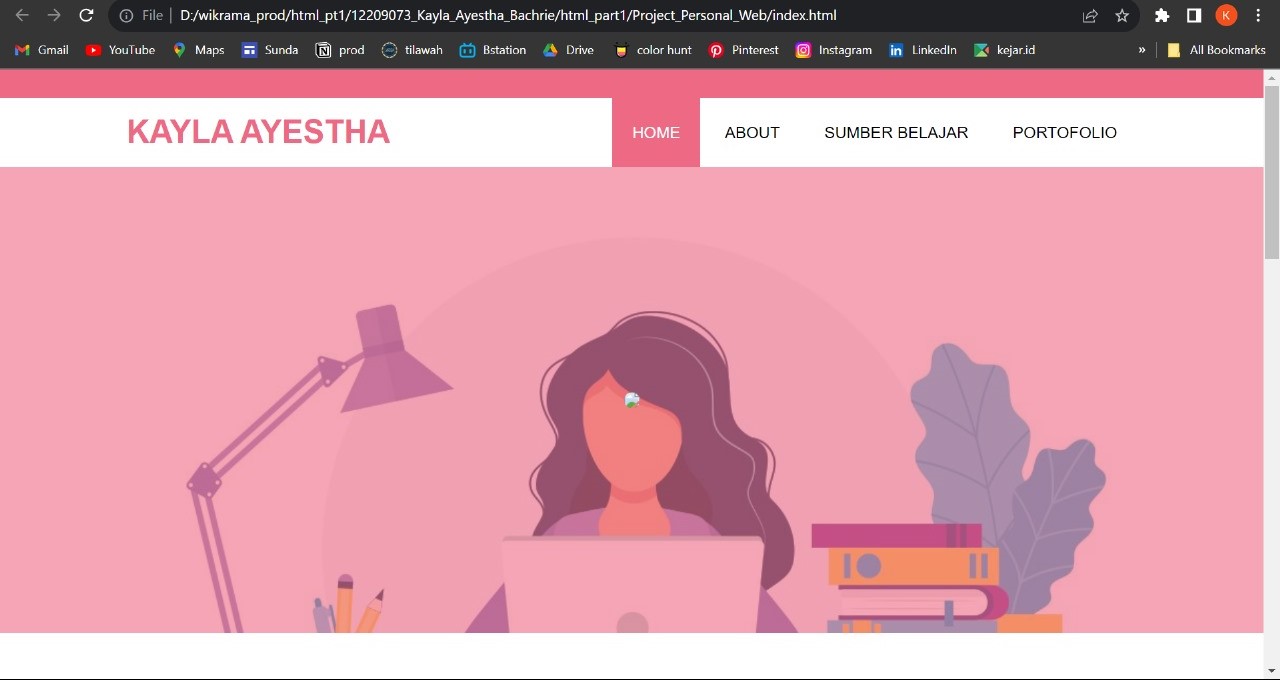 File D:/wikrama_prod/html_pt1/12209073_Kayla_Ayestha_Bachrie/html_part1/Project_Personal_Web/index.html K
Gmail YouTube Maps Sunda prod tilawah Bstation Drive color hunt Pinterest Instagram LinkedIn kejar.id » All Bookmarks
KAYLA AYESTHA HOME ABOUT SUMBER BELAJAR PORTOFOLIO